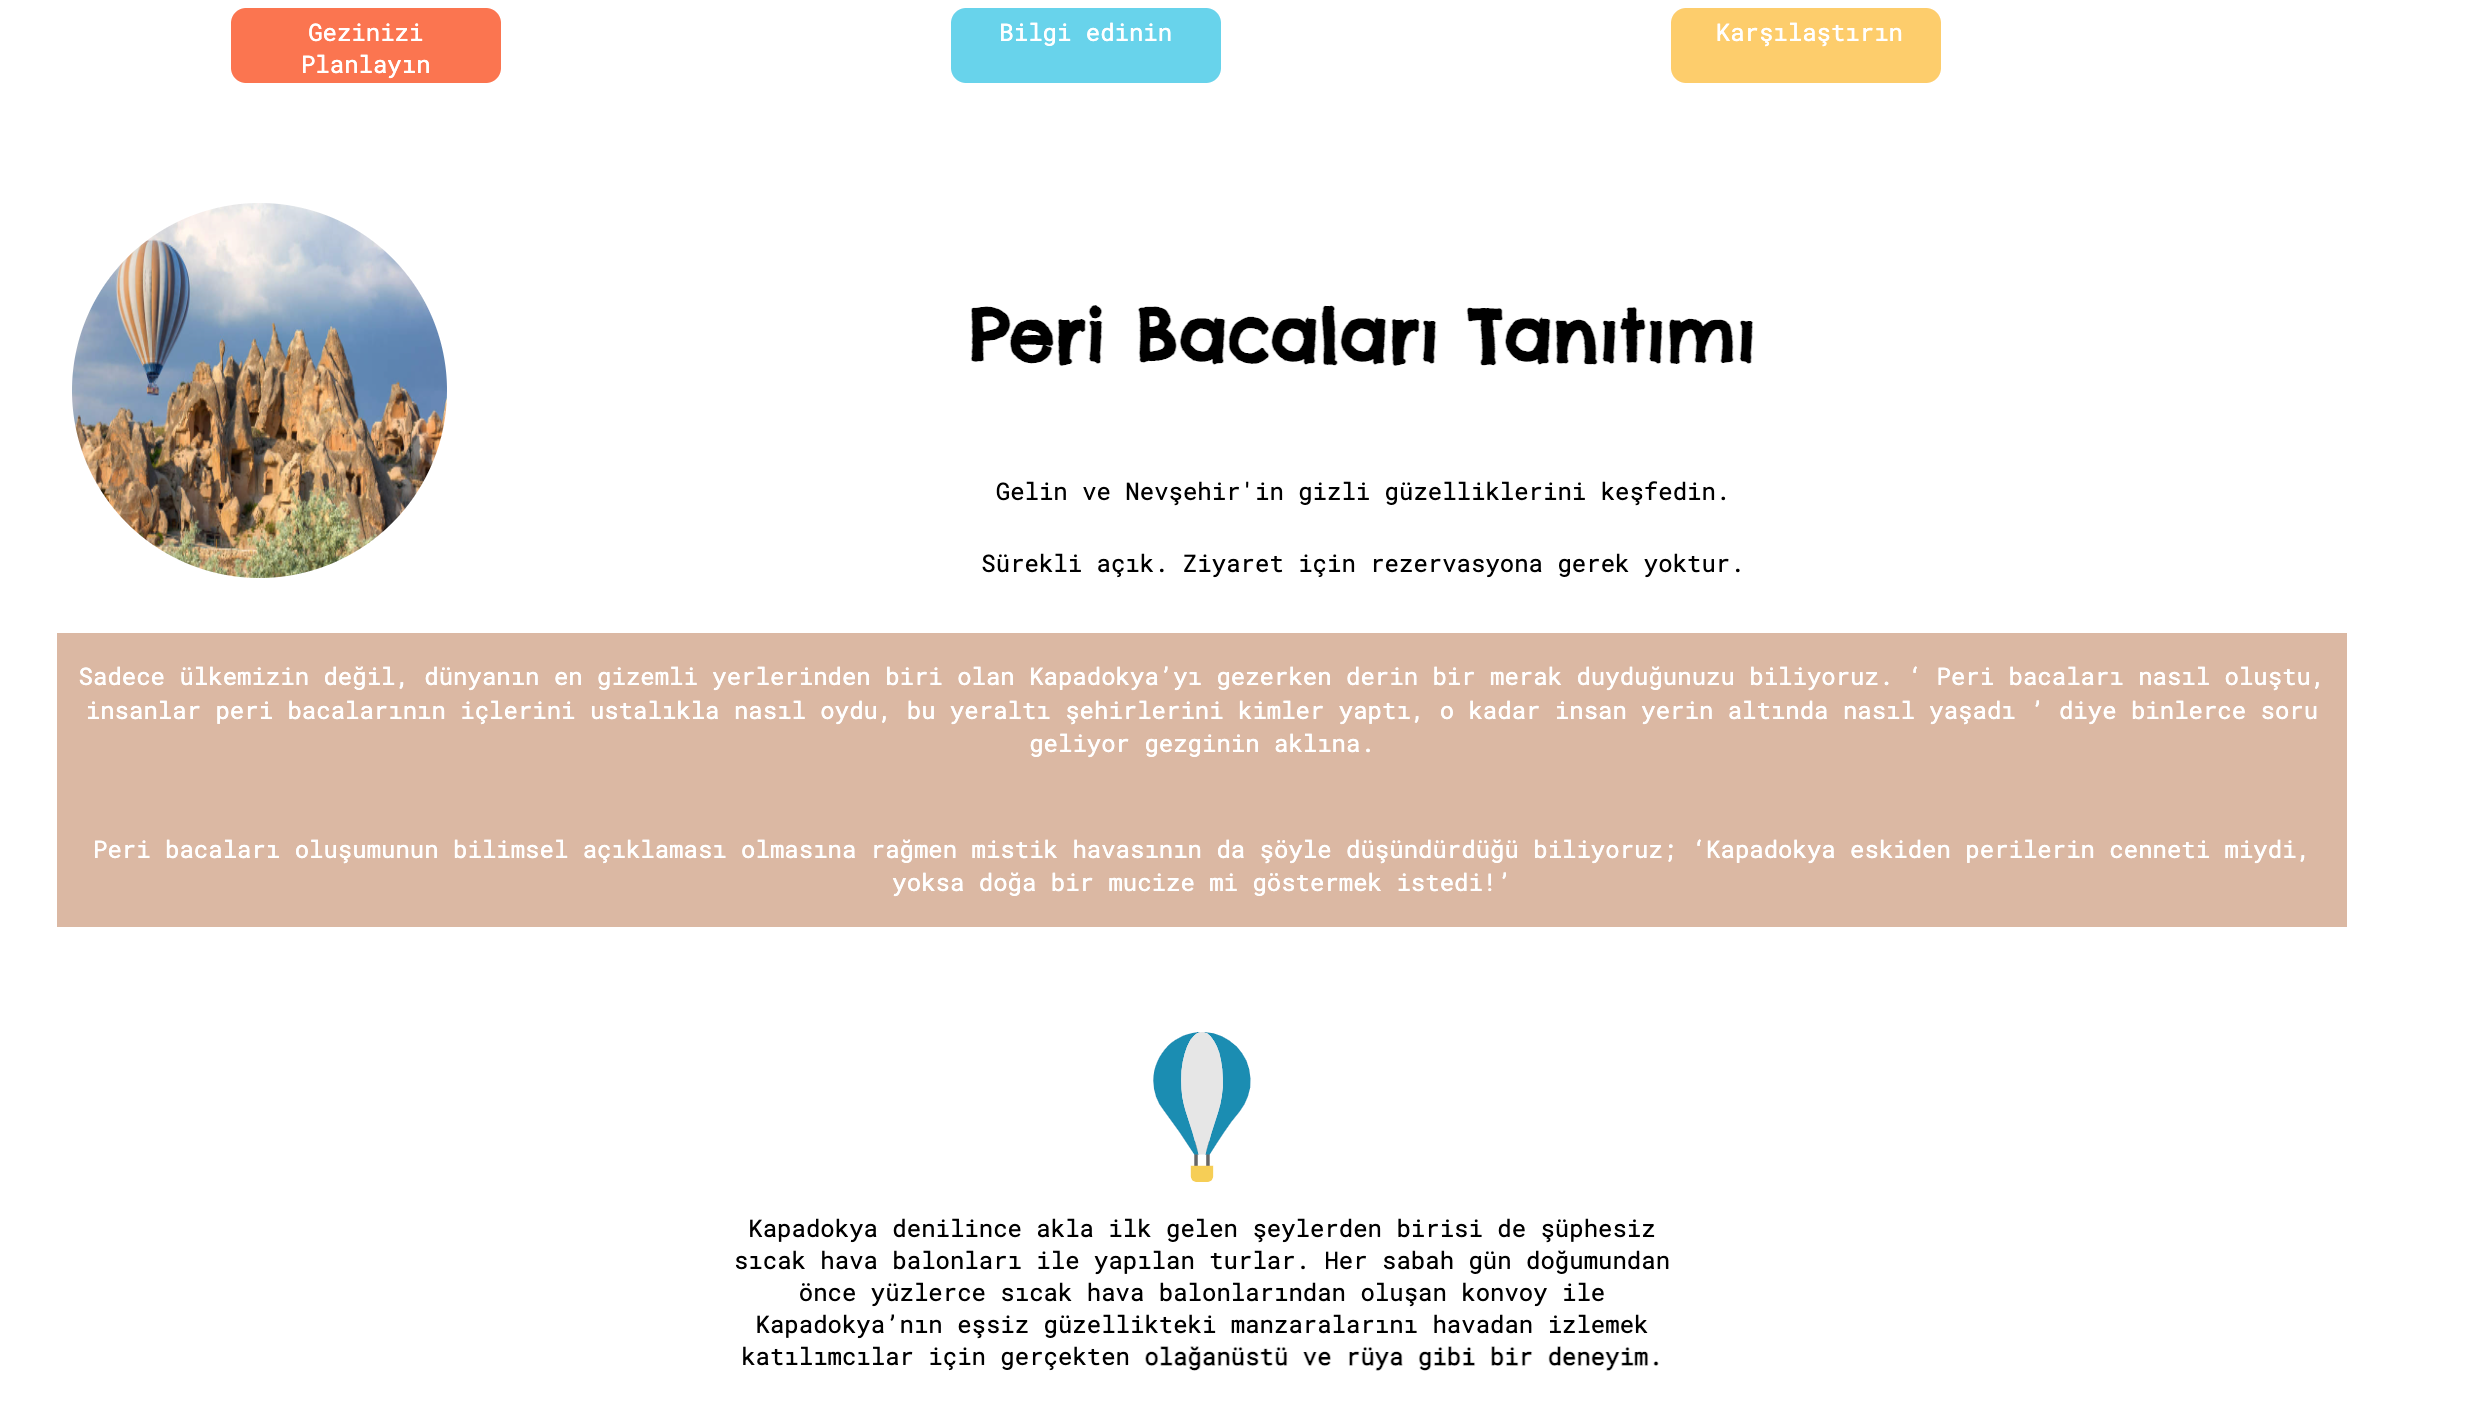 Gezinizi
Planlayın
Bilgi edinin
Karşılaştırın
Peri Bacaları Tanıtımı
Gelin ve Nevşehir'in gizli güzelliklerini keşfedin.
Sürekli açık. Ziyaret için rezervasyona gerek yoktur.
Sadece ülkemizin değil, dünyanın en gizemli yerlerinden biri olan Kapadokya’yı gezerken derin bir merak duyduğunuzu biliyoruz. ‘ Peri bacaları nasıl oluştu,
insanlar peri bacalarının içlerini ustalıkla nasıl oydu, bu yeraltı şehirlerini kimler yaptı, o kadar insan yerin altında nasıl yaşadı ’ diye binlerce soru
geliyor gezginin aklına.
Peri bacaları oluşumunun bilimsel açıklaması olmasına rağmen mistik havasının da şöyle düşündürdüğü biliyoruz; ‘Kapadokya eskiden perilerin cenneti miydi,
yoksa doğa bir mucize mi göstermek istedi!’
Kapadokya denilince akla ilk gelen şeylerden birisi de şüphesiz
sıcak hava balonları ile yapılan turlar. Her sabah gün doğumundan
önce yüzlerce sıcak hava balonlarından oluşan konvoy ile
Kapadokya’nın eşsiz güzellikteki manzaralarını havadan izlemek
katılımcılar için gerçekten olağanüstü ve rüya gibi bir deneyim.